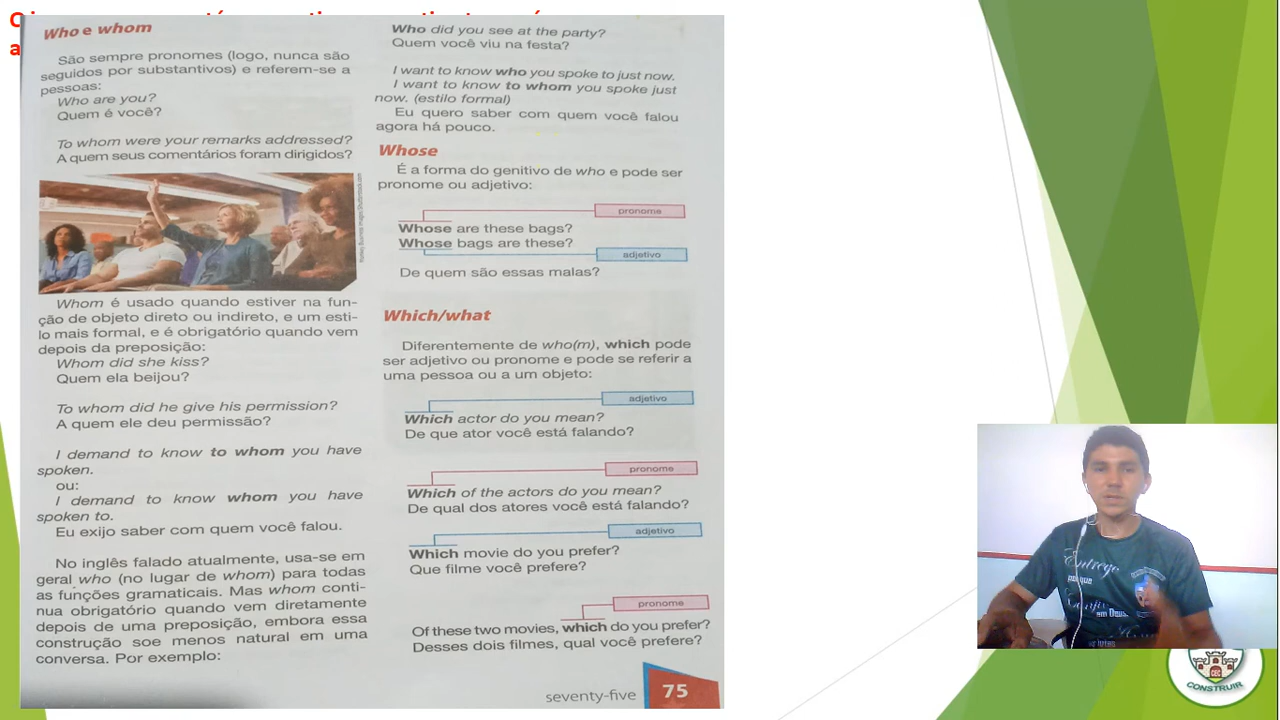 Who e whom
São sempre pronomes (logo, nunca são
seguidos por substantivos) e referem-se a
pessoas:
Who are you?
Quem é você?
To whom were your remarks addressed?
A quem seus comentários foram dirigidos?
Whom é usado quando estiver na fun-
ção de objeto direto ou indireto, e um esti-
lo mais formal, e é obrigatório quando vem
depois da preposição:
Whom did she kiss?
Quem ela beijou?
To whom did he give his permission?
A quem ele deu permissão?
I demand to know to whom you have
spoken.
ou:
I demand to know whom you have
spoken to.
Eu exijo saber com quem você falou.
No inglês falado atualmente, usa-se em
geral who (no lugar de whom) para todas
as funções gramaticais. Mas whom conti-
nua obrigatório quando vem diretamente
depois de uma preposição, embora essa
construção soe menos natural em uma
conversa. Por exemplo:
Who did you see at the party?
Quem você viu na festa?
I want to know who you spoke to just now.
I want to know to whom you spoke just
now. (estilo formal)
Eu quero saber com quem você falou
agora há pouco.
Whose
É a forma do genitivo de who e pode ser
pronome ou adjetivo:
pronome
Whose are these bags?
Whose bags are these?
adjetivo
De quem são essas malas?
Which/what
Diferentemente de who(m), which pode
ser adjetivo ou pronome e pode se referir a
uma pessoa ou a um objeto:
adjetivo
Which actor do you mean?
De que ator você está falando?
pronome
Which of the actors do you mean?
De qual dos atores você está falando?
adjetivo
Which movie do you prefer?
Que filme você prefere?
pronome
Of these two movies, which do you prefer?
Desses dois filmes, qual você prefere?
seventy-five 75
Entrego
por que
Confio
em Deus
CEC
CONSTRUIR